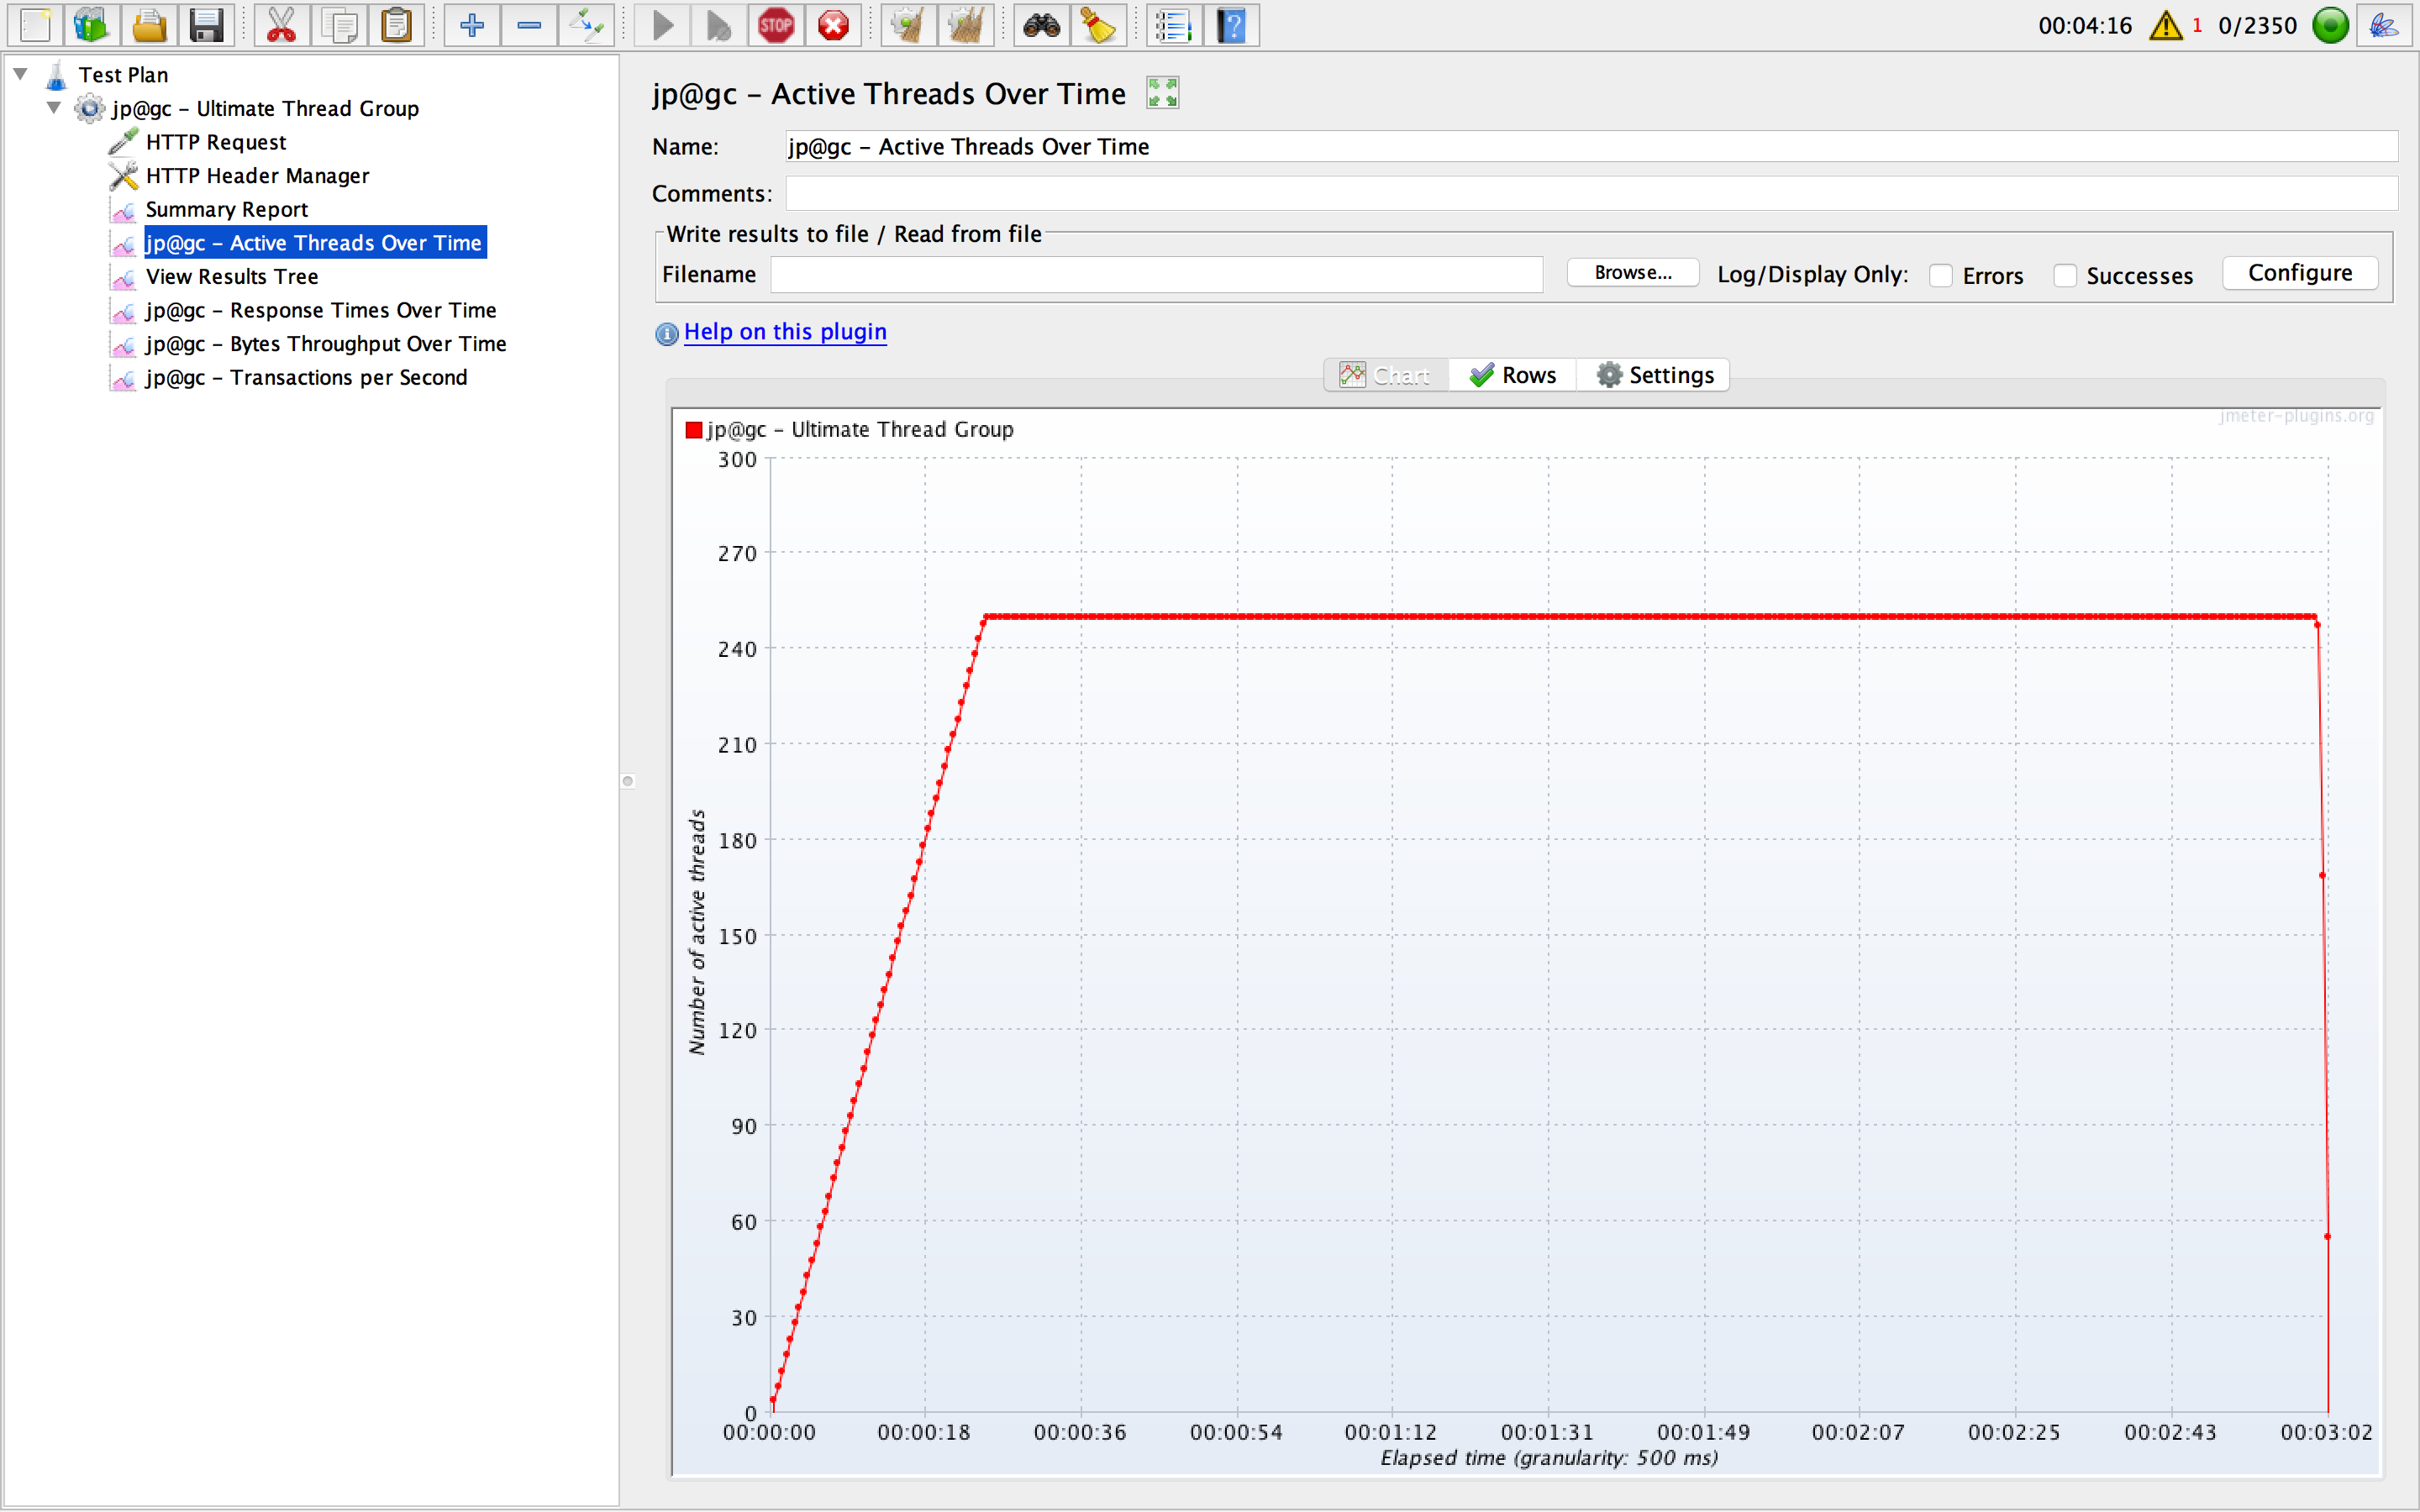 STOP
00:04:16 1 0/2350
Test Plan
jp@gc – Ultimate Thread Group
HTTP Request
HTTP Header Manager
Summary Report
jp@gc – Active Threads Over Time
View Results Tree
jp@gc – Response Times Over Time
jp@gc – Bytes Throughput Over Time
jp@gc – Transactions per Second
jp@gc – Active Threads Over Time
Name: jp@gc – Active Threads Over Time
Comments:
Write results to file / Read from file
Filename Browse... Log/Display Only: Errors Successes Configure
Help on this plugin
Chart Rows Settings
jmeter-plugins.org
jp@gc – Ultimate Thread Group
300
270
240
210
180
150
120
90
60
30
0
Number of active threads
00:00:00 00:00:18 00:00:36 00:00:54 00:01:12 00:01:31 00:01:49 00:02:07 00:02:25 00:02:43 00:03:02
Elapsed time (granularity: 500 ms)